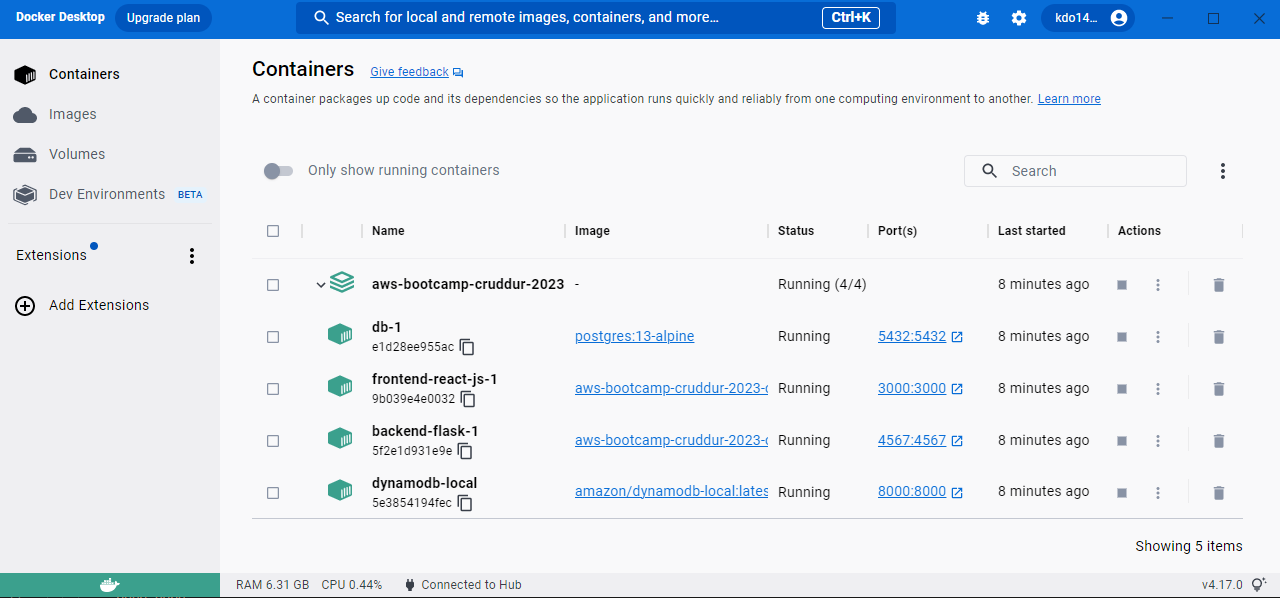 Docker Desktop Upgrade plan Search for local and remote images, containers, and more... Ctrl+K kdo14...
Containers
Images
Volumes
Dev Environments BETA
Extensions
Add Extensions
Containers Give feedback
A container packages up code and its dependencies so the application runs quickly and reliably from one computing environment to another. Learn more
Only show running containers Search
Name Image Status Port(s) Last started Actions
aws-bootcamp-cruddur-2023 - Running (4/4) 8 minutes ago
db-1
e1d28ee955ac postgres:13-alpine Running 5432:5432 8 minutes ago
frontend-react-js-1
9b039e4e0032 aws-bootcamp-cruddur-2023- Running 3000:3000 8 minutes ago
backend-flask-1
5f2e1d931e9e aws-bootcamp-cruddur-2023- Running 4567:4567 8 minutes ago
dynamodb-local
5e3854194fec amazon/dynamodb-local:lates Running 8000:8000 8 minutes ago
Showing 5 items
RAM 6.31 GB CPU 0.44% Connected to Hub v4.17.0